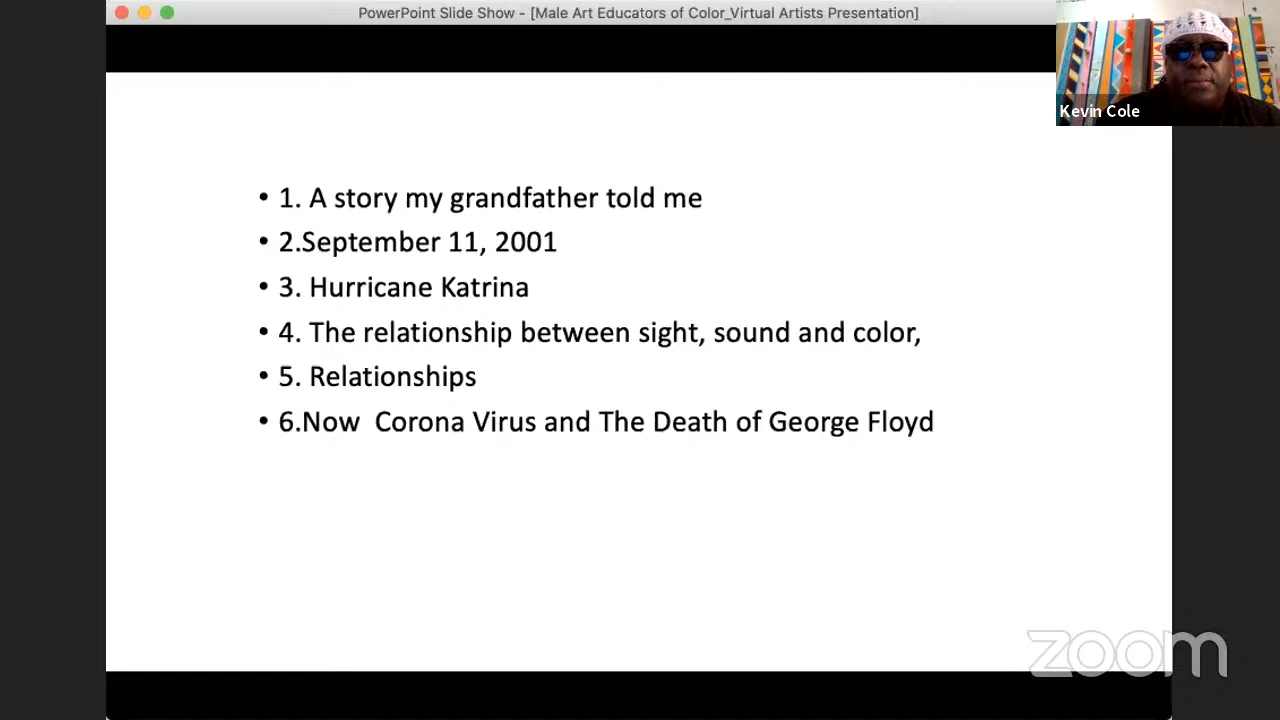 PowerPoint Slide Show - [Male Art Educators of Color_Virtual Artists Presentation]
Kevin Cole
• 1. A story my grandfather told me
• 2.September 11, 2001
• 3. Hurricane Katrina
• 4. The relationship between sight, sound and color,
• 5. Relationships
• 6.Now  Corona Virus and The Death of George Floyd
zoom